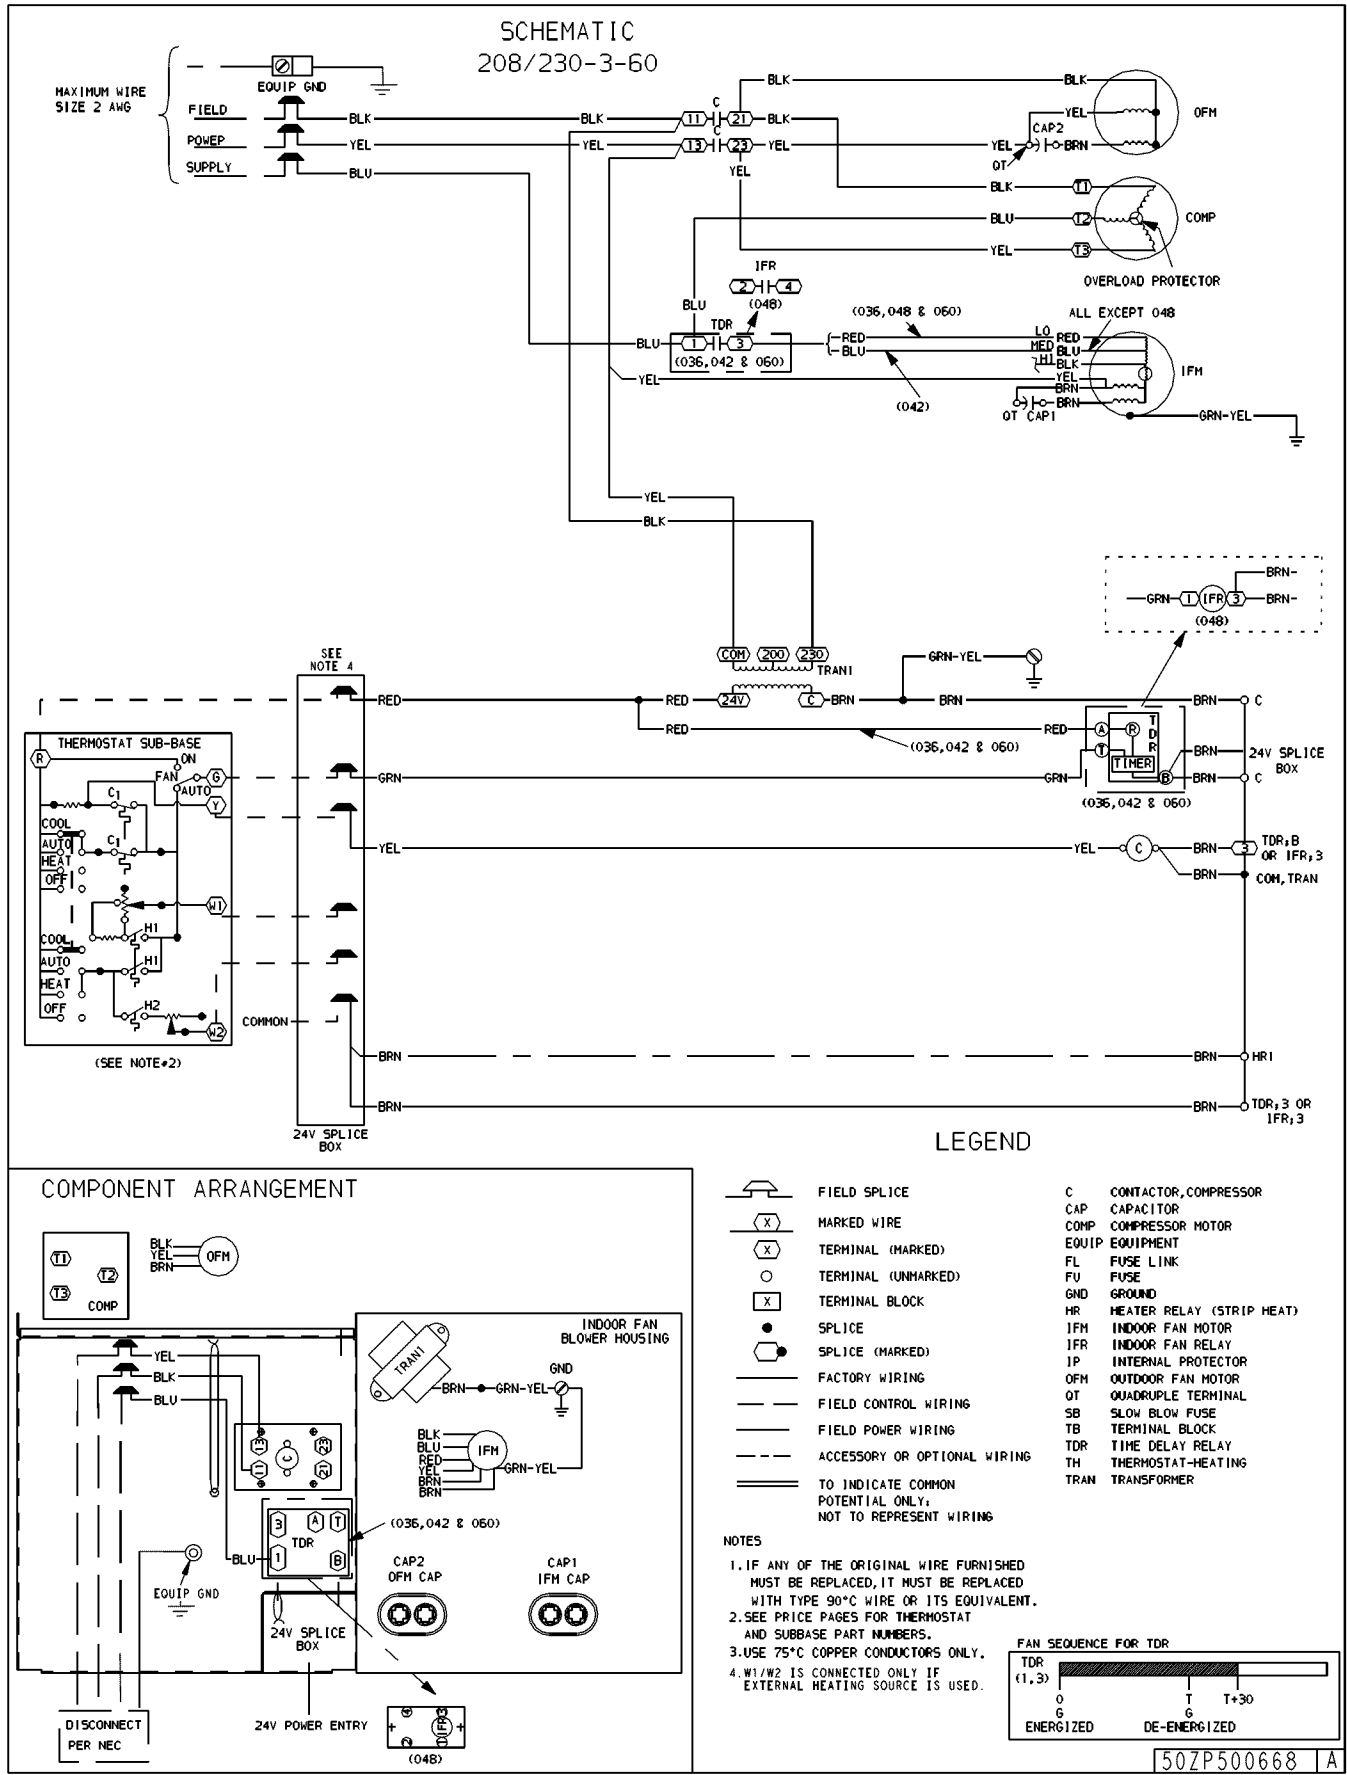 SCHEMATIC
208/230-3-60
MAXIMUM WIRE
SIZE 2 AWG
EQUIP GND
FIELD
POWEP
SUPPLY
BLK
YEL
BLU
BLK
YEL
C
11
21
BLK
C
13
23
YEL
YEL
BLK
BLK
YEL
CAP2
YEL
BRN
QT
OFM
BLK
T1
BLU
T2
COMP
YEL
T3
OVERLOAD PROTECTOR
IFR
2
4
(048)
BLU
TDR
BLU
1
3
(036,042 & 060)
(036,048 & 060)
ALL EXCEPT 048
RED
BLU
LO
RED
MED
BLU
HI
BLK
YEL
BRN
BRN
IFM
(042)
QT
CAP1
YEL
GRN-YEL
YEL
BLK
BRN-
GRN
1
IFR
3
BRN-
(048)
SEE
NOTE 4
COM
200
230
TRAN1
GRN-YEL
RED
RED
24V
C
BRN
BRN
BRN
C
RED
RED
A
R
T
D
R
(036,042 & 060)
T
TIMER
B
BRN
24V SPLICE
BOX
BRN
C
(036,042 & 060)
THERMOSTAT SUB-BASE
R
ON
FAN
G
AUTO
C1
Y
GRN
GRN
COOL
AUTO
C1
HEAT
OFF
YEL
YEL
C
BRN
3
TDR;B
OR IFR;3
BRN
COM,TRAN
W1
H1
COOL
AUTO
H1
HEAT
OFF
H2
W2
COMMON
(SEE NOTE#2)
BRN
BRN
HR1
BRN
BRN
TDR;3 OR
IFR;3
24V SPLICE
BOX
LEGEND
COMPONENT ARRANGEMENT
T1
T2
T3
COMP
BLK
YEL
BRN
OFM
YEL
BLK
BLU
INDOOR FAN
BLOWER HOUSING
TRAN1
GND
BRN
GRN-YEL
13
23
C
11
21
BLK
BLU
RED
YEL
BRN
BRN
IFM
GRN-YEL
3
A
T
TDR
BLU
1
B
(036,042 & 060)
EQUIP GND
CAP2
OFM CAP
CAP1
IFM CAP
24V SPLICE
BOX
DISCONNECT
PER NEC
24V POWER ENTRY
4
3
IFR
2
1
(048)
FIELD SPLICE
X
MARKED WIRE
X
TERMINAL (MARKED)
TERMINAL (UNMARKED)
X
TERMINAL BLOCK
SPLICE
SPLICE (MARKED)
FACTORY WIRING
FIELD CONTROL WIRING
FIELD POWER WIRING
ACCESSORY OR OPTIONAL WIRING
TO INDICATE COMMON
POTENTIAL ONLY;
NOT TO REPRESENT WIRING
C CONTACTOR,COMPRESSOR
CAP CAPACITOR
COMP COMPRESSOR MOTOR
EQUIP EQUIPMENT
FL FUSE LINK
FU FUSE
GND GROUND
HR HEATER RELAY (STRIP HEAT)
IFM INDOOR FAN MOTOR
IFR INDOOR FAN RELAY
IP INTERNAL PROTECTOR
OFM OUTDOOR FAN MOTOR
QT QUADRUPLE TERMINAL
SB SLOW BLOW FUSE
TB TERMINAL BLOCK
TDR TIME DELAY RELAY
TH THERMOSTAT-HEATING
TRAN TRANSFORMER
NOTES
1.IF ANY OF THE ORIGINAL WIRE FURNISHED
MUST BE REPLACED,IT MUST BE REPLACED
WITH TYPE 90°C WIRE OR ITS EQUIVALENT.
2.SEE PRICE PAGES FOR THERMOSTAT
AND SUBBASE PART NUMBERS.
3.USE 75°C COPPER CONDUCTORS ONLY.
4.W1/W2 IS CONNECTED ONLY IF
EXTERNAL HEATING SOURCE IS USED.
FAN SEQUENCE FOR TDR
TDR
(1,3)
0
T
T+30
G
G
ENERGIZED
DE-ENERGIZED
50ZP500668 A